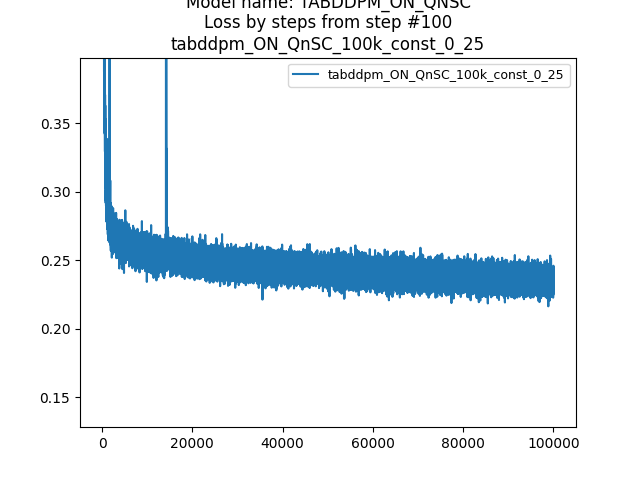 Model name: TABDDPM_ON_QNSC
Loss by steps from step #100
tabddpm_ON_QnSC_100k_const_0_25
tabddpm_ON_QnSC_100k_const_0_25
0.35
0.30
0.25
0.20
0.15
0 20000 40000 60000 80000 100000